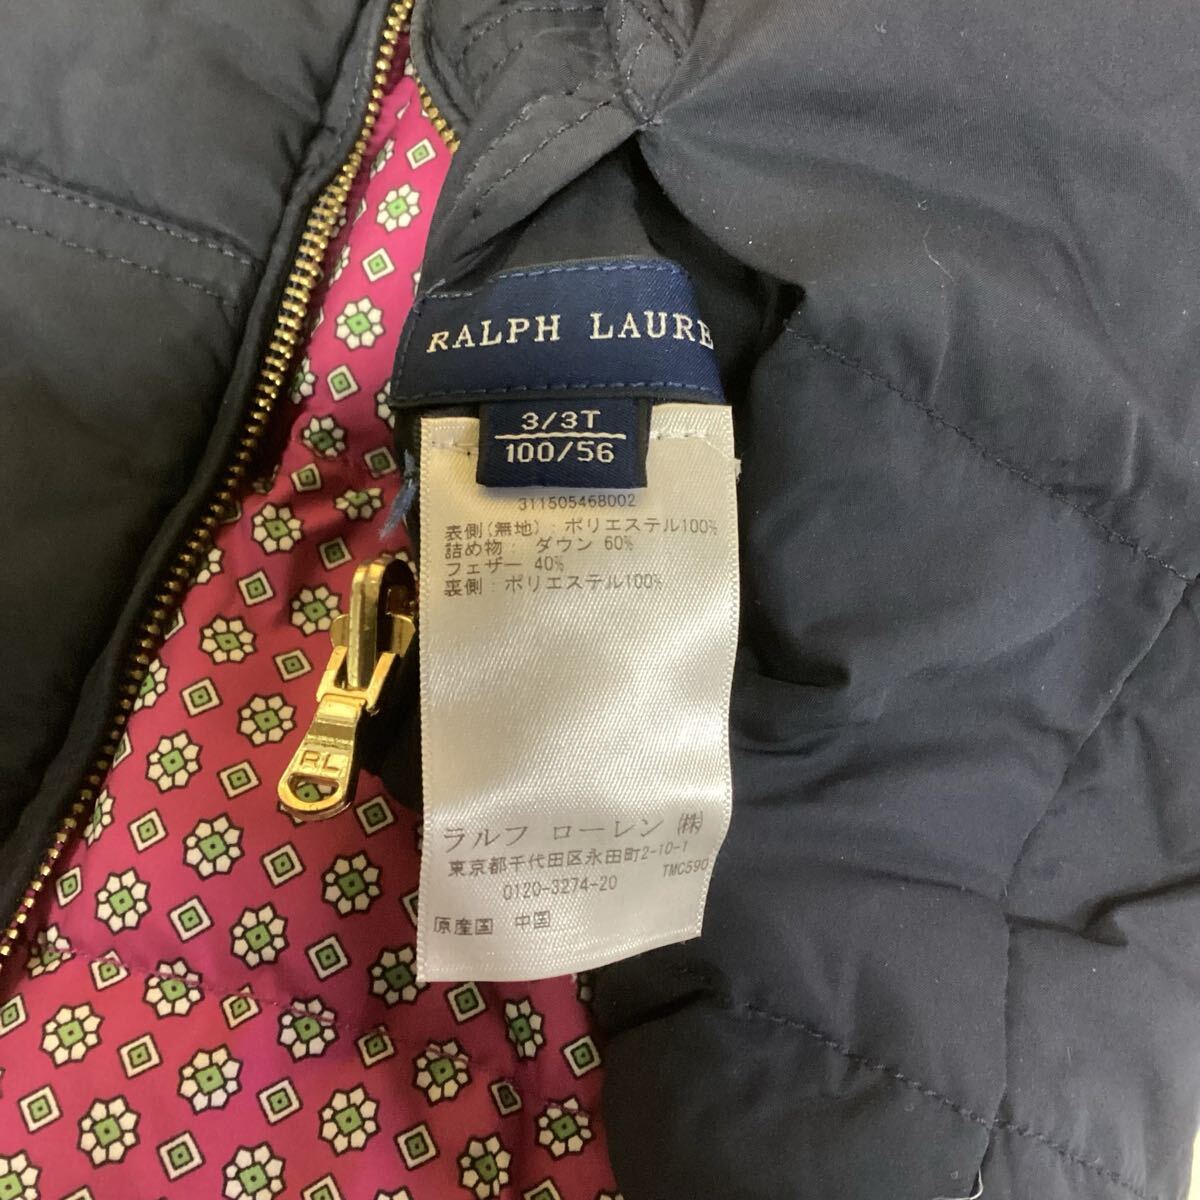 RALPH LAURE
3/3T
100/56
311505468002
表側(無地): ポリエステル100%
詰め物: ダウン 60%
フェザー 40%
裏側:ポリエステル100%
RL
ラルフ ローレン ㈱
東京都千代田区永田町2-10-1
TMC590
0120-3274-20
原産国 中国